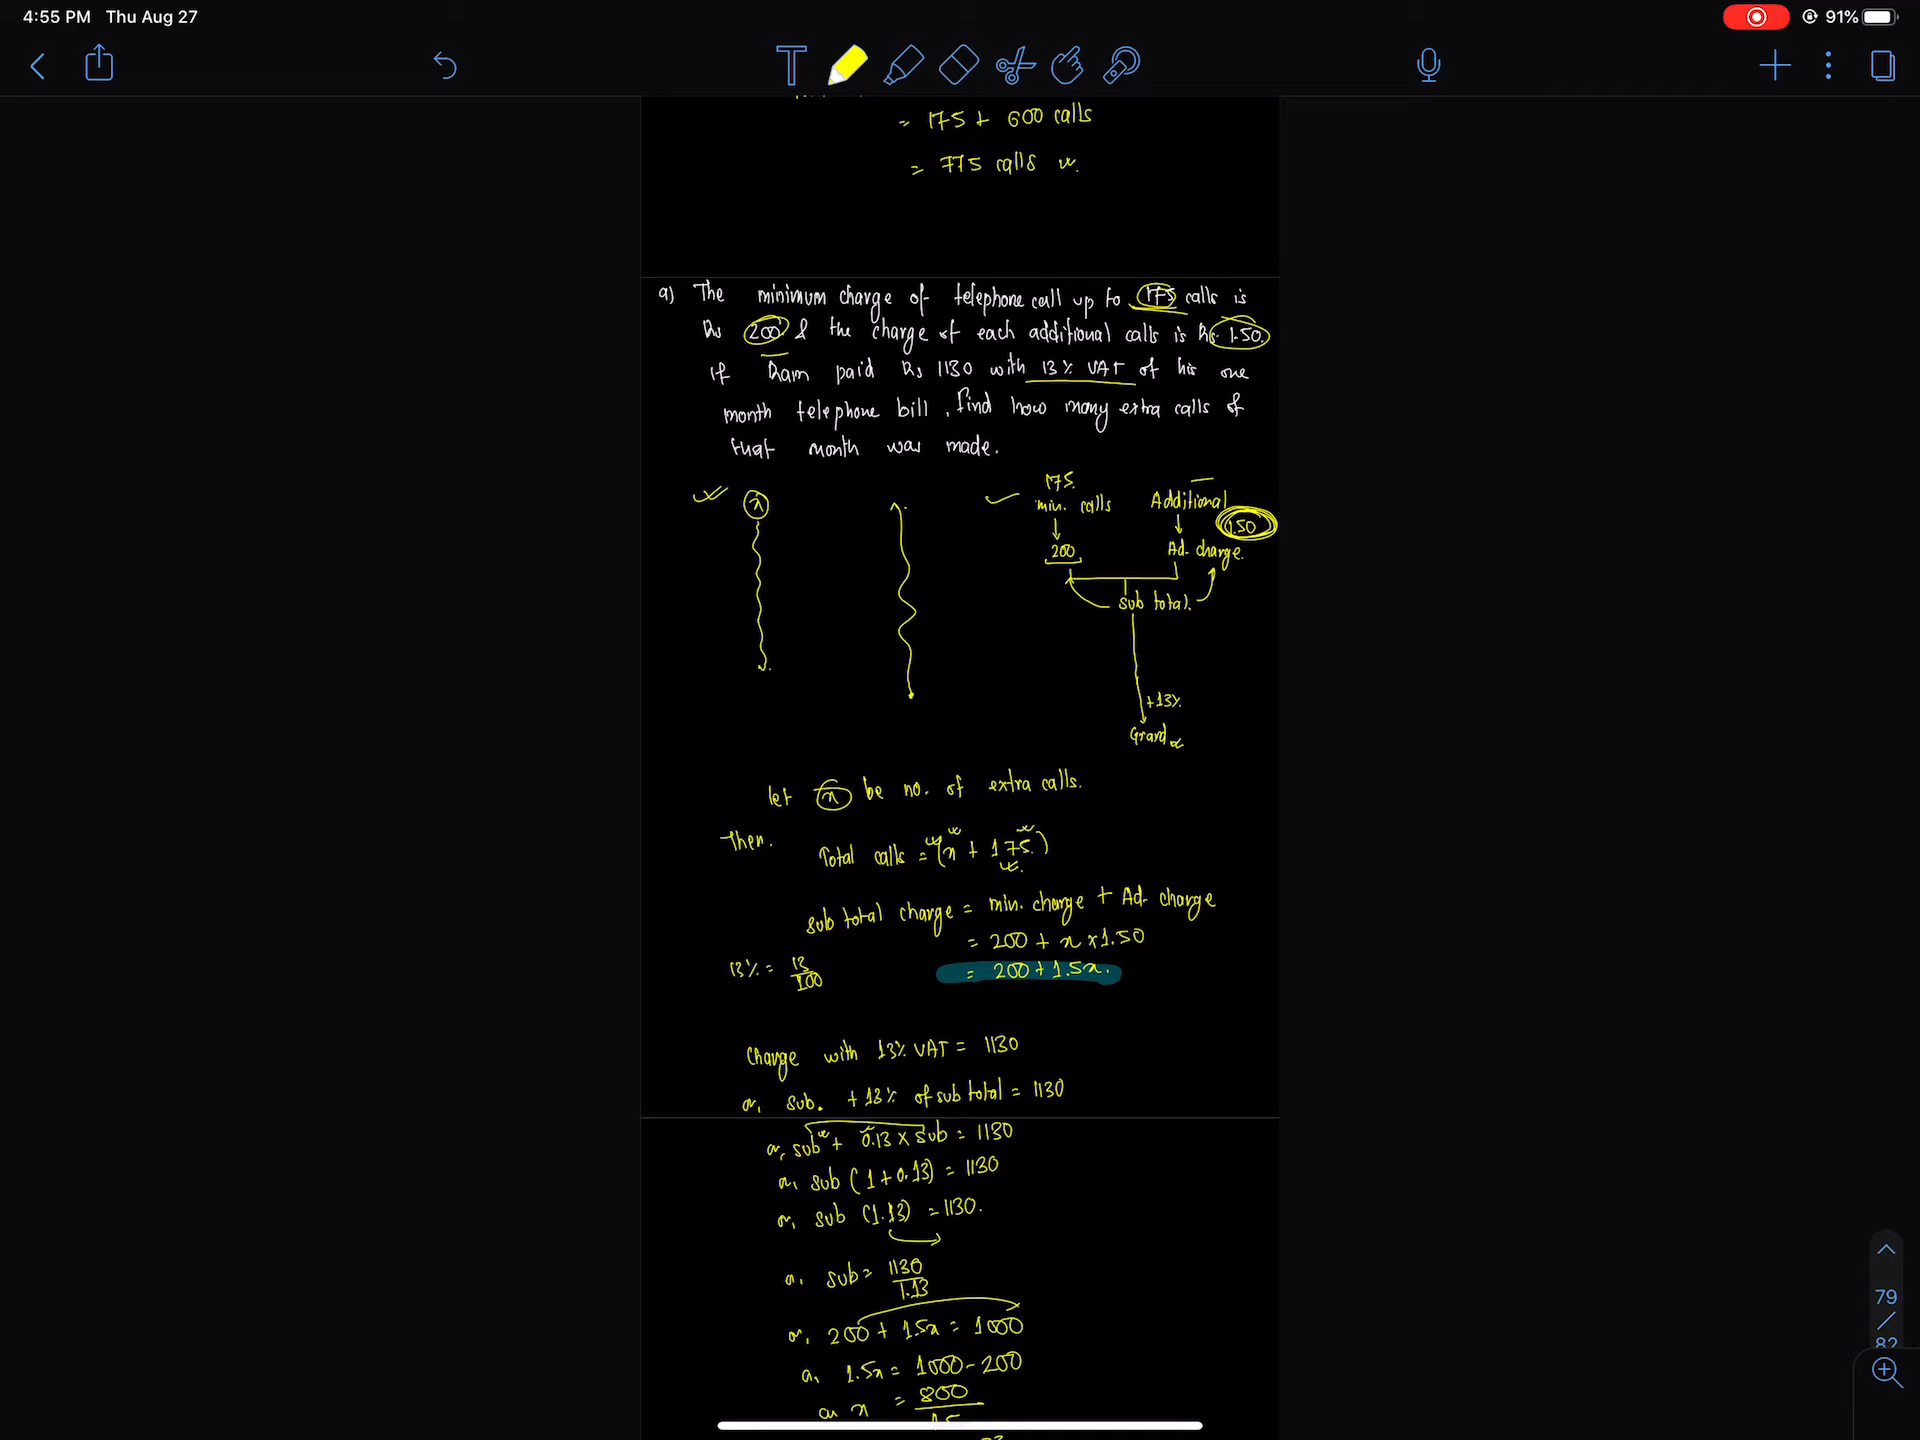 4:55 PM Thu Aug 27
91%
= 175 + 600 calls
= 775 calls
a) The minimum charge of telephone call up to 175 calls is
Rs 200 & the charge of each additional calls is Rs. 1.50.
if Ram paid Rs 1130 with 13% VAT of his one
month telephone bill, find how many extra calls of
that month was made.
x
175.
min. calls Additional
1.50
200 Ad. charge.
sub total.
+13%
Grand
let x be no. of extra calls.
Then.
Total calls = (x + 175)
sub total charge = min. charge + Ad. charge
= 200 + x × 1.50
13% = 13/100 = 200 + 1.5x.
Charge with 13% VAT = 1130
or, sub. + 13% of sub total = 1130
or, sub + 0.13 × sub = 1130
or, sub (1 + 0.13) = 1130
or, sub (1.13) = 1130.
or, sub = 1130/1.13
or, 200 + 1.5x = 1000
or, 1.5x = 1000 - 200
or x = 800
79
/
82